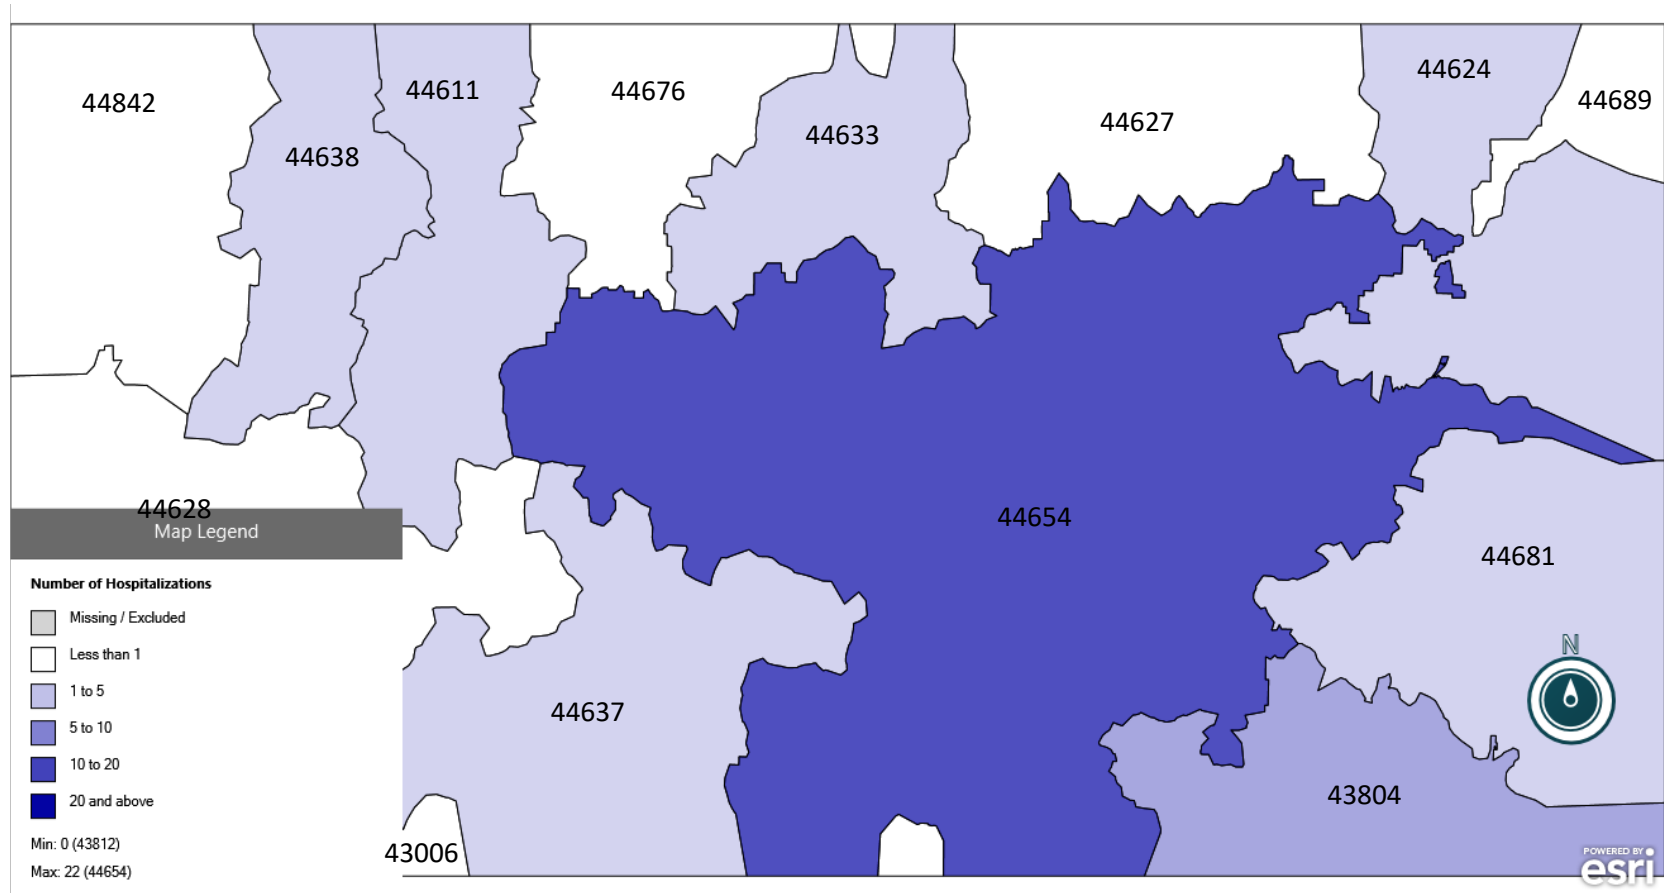 44842
44638
44611
44676
44633
44627
44624
44689
44628
44654
44681
44637
43804
43006
Map Legend
Number of Hospitalizations
Missing / Excluded
Less than 1
1 to 5
5 to 10
10 to 20
20 and above
Min: 0 (43812)
Max: 22 (44654)
N
POWERED BY
esri